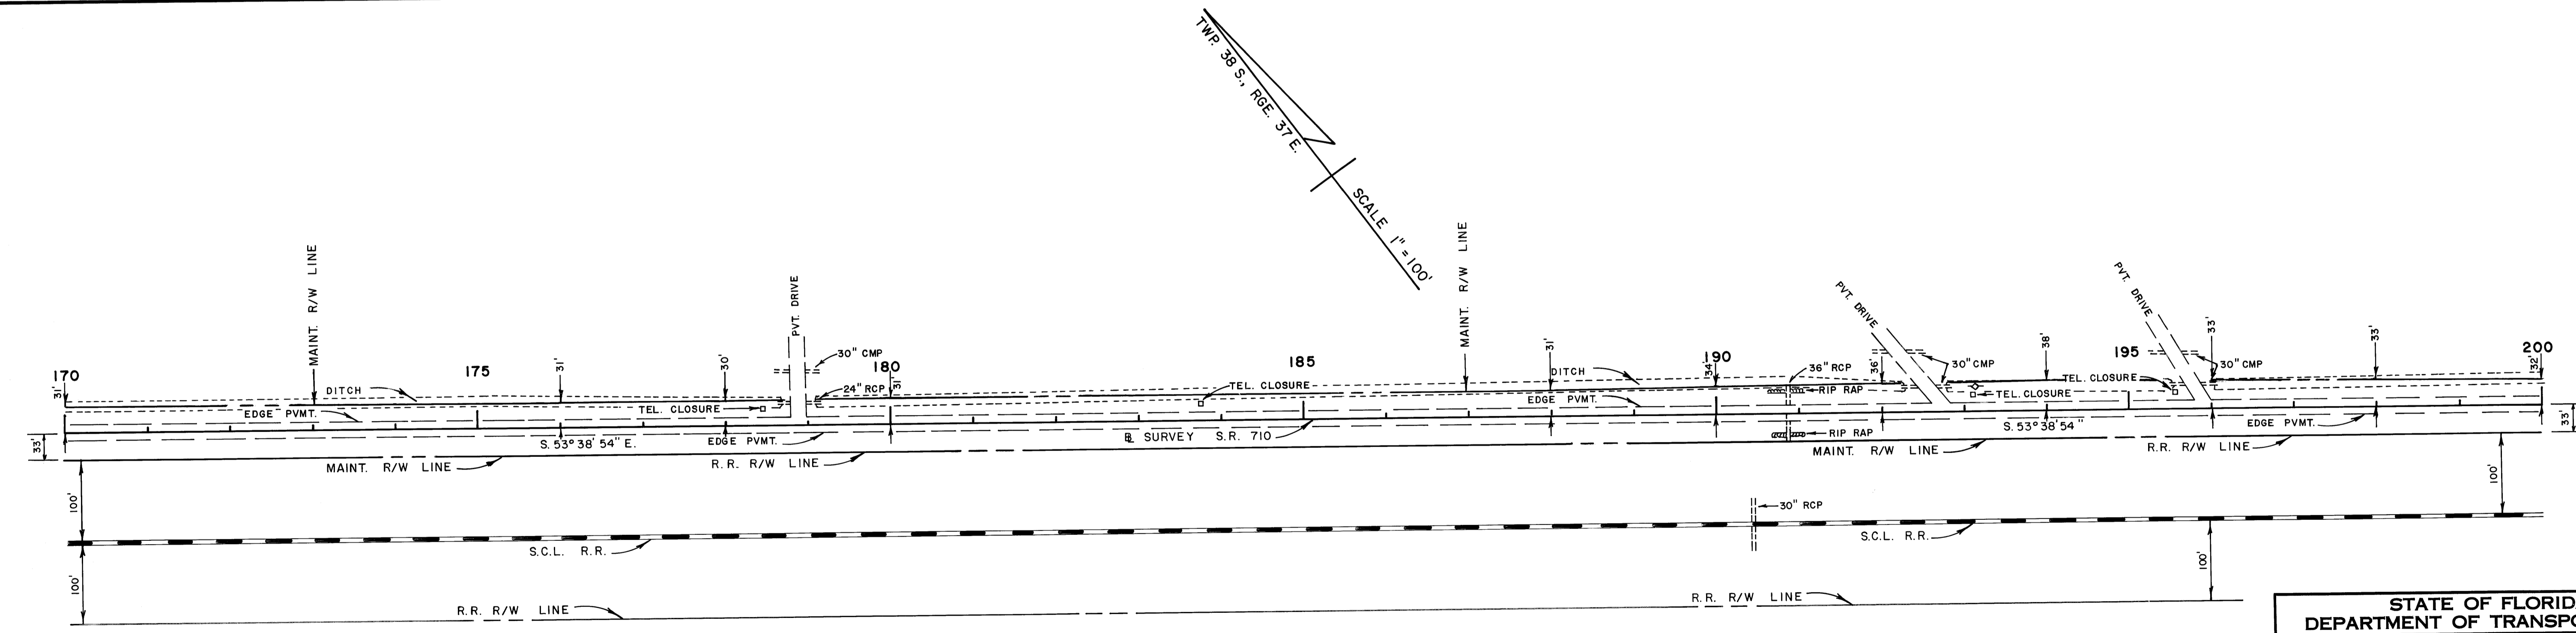 TWP. 38 S., RGE. 37 E.
SCALE 1" = 100'
MAINT. R/W LINE
PVT. DRIVE
MAINT. R/W LINE
PVT. DRIVE
PVT. DRIVE
170
175
180
185
190
195
200
31'
31'
30'
31'
31'
34'
36'
38'
33'
33'
32'
30" CMP
24" RCP
36" RCP
30" CMP
30" CMP
DITCH
DITCH
EDGE PVMT.
TEL. CLOSURE
TEL. CLOSURE
RIP RAP
EDGE PVMT.
TEL. CLOSURE
TEL. CLOSURE
33'
S. 53° 38' 54" E.
EDGE PVMT.
BL SURVEY S.R. 710
RIP RAP
S. 53° 38' 54"
EDGE PVMT.
33'
MAINT. R/W LINE
R.R. R/W LINE
MAINT. R/W LINE
R.R. R/W LINE
100'
100'
30" RCP
S.C.L. R.R.
S.C.L. R.R.
100'
100'
R.R. R/W LINE
R.R. R/W LINE
STATE OF FLORID
DEPARTMENT OF TRANSPO